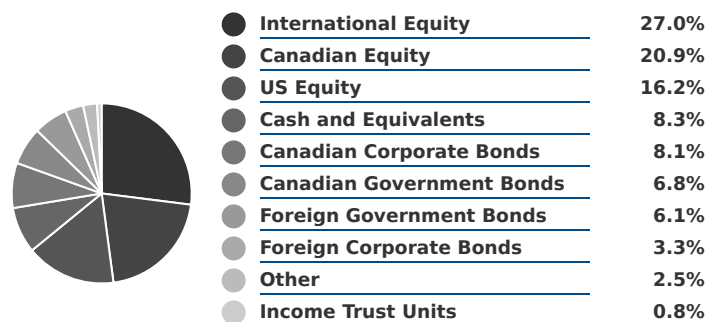 International Equity 27.0%
Canadian Equity 20.9%
US Equity 16.2%
Cash and Equivalents 8.3%
Canadian Corporate Bonds 8.1%
Canadian Government Bonds 6.8%
Foreign Government Bonds 6.1%
Foreign Corporate Bonds 3.3%
Other 2.5%
Income Trust Units 0.8%